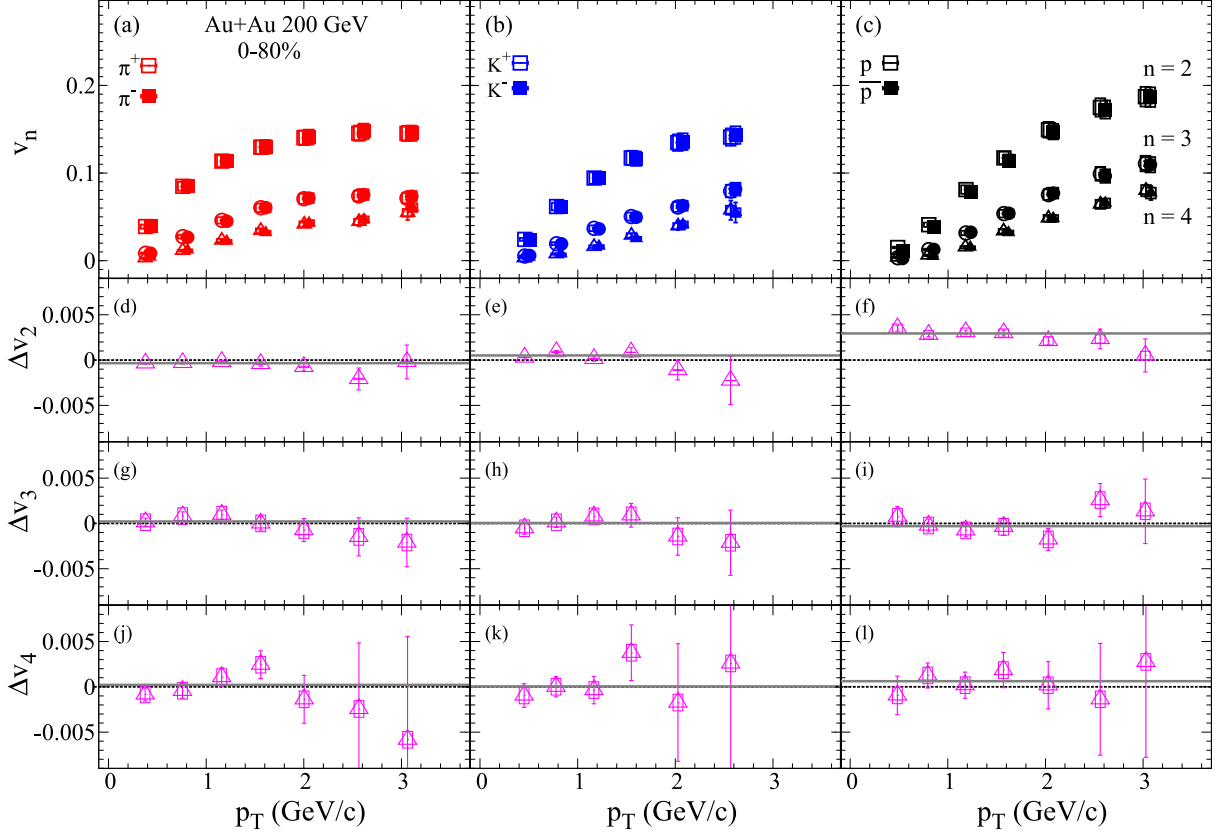 (a) Au+Au 200 GeV
0-80%
π+
π-
(b)
K+
K-
(c)
p
p̅
n = 2
n = 3
n = 4
0.2
0.1
0
vn
(d)
(e)
(f)
0.005
0
-0.005
Δv2
(g)
(h)
(i)
0.005
0
-0.005
Δv3
(j)
(k)
(l)
0.005
0
-0.005
Δv4
0 1 2 3
0 1 2 3
0 1 2 3
pT (GeV/c)
pT (GeV/c)
pT (GeV/c)